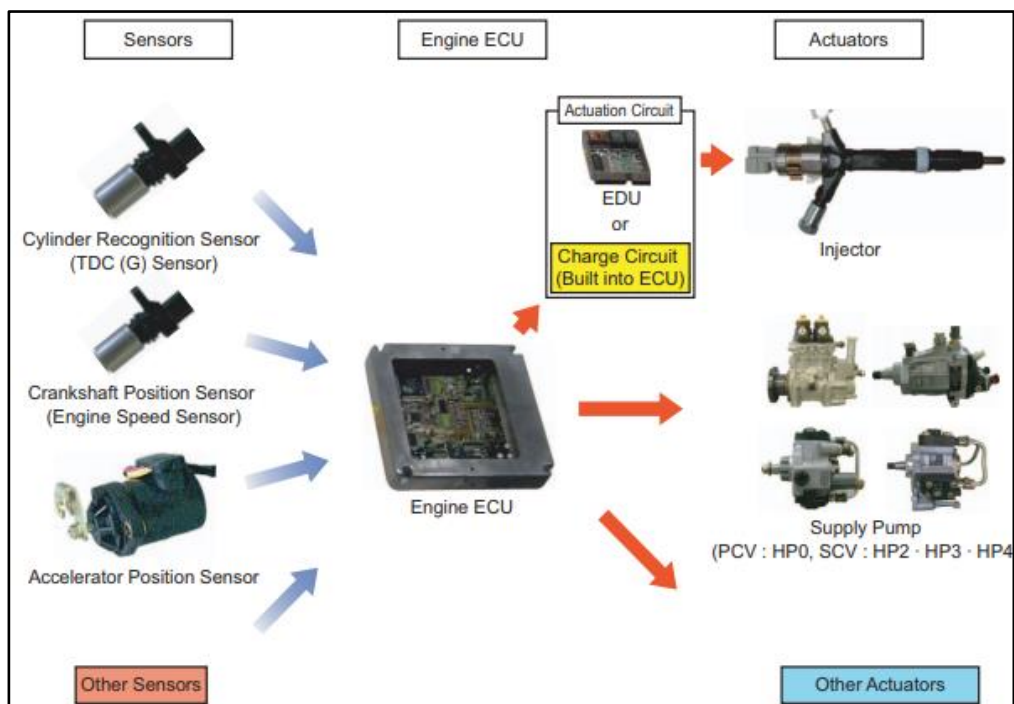 Sensors
Engine ECU
Actuators
Actuation Circuit
EDU
or
Charge Circuit
(Built into ECU)
Injector
Cylinder Recognition Sensor
(TDC (G) Sensor)
Crankshaft Position Sensor
(Engine Speed Sensor)
Engine ECU
Supply Pump
(PCV : HP0, SCV : HP2 · HP3 · HP4
Accelerator Position Sensor
Other Sensors
Other Actuators